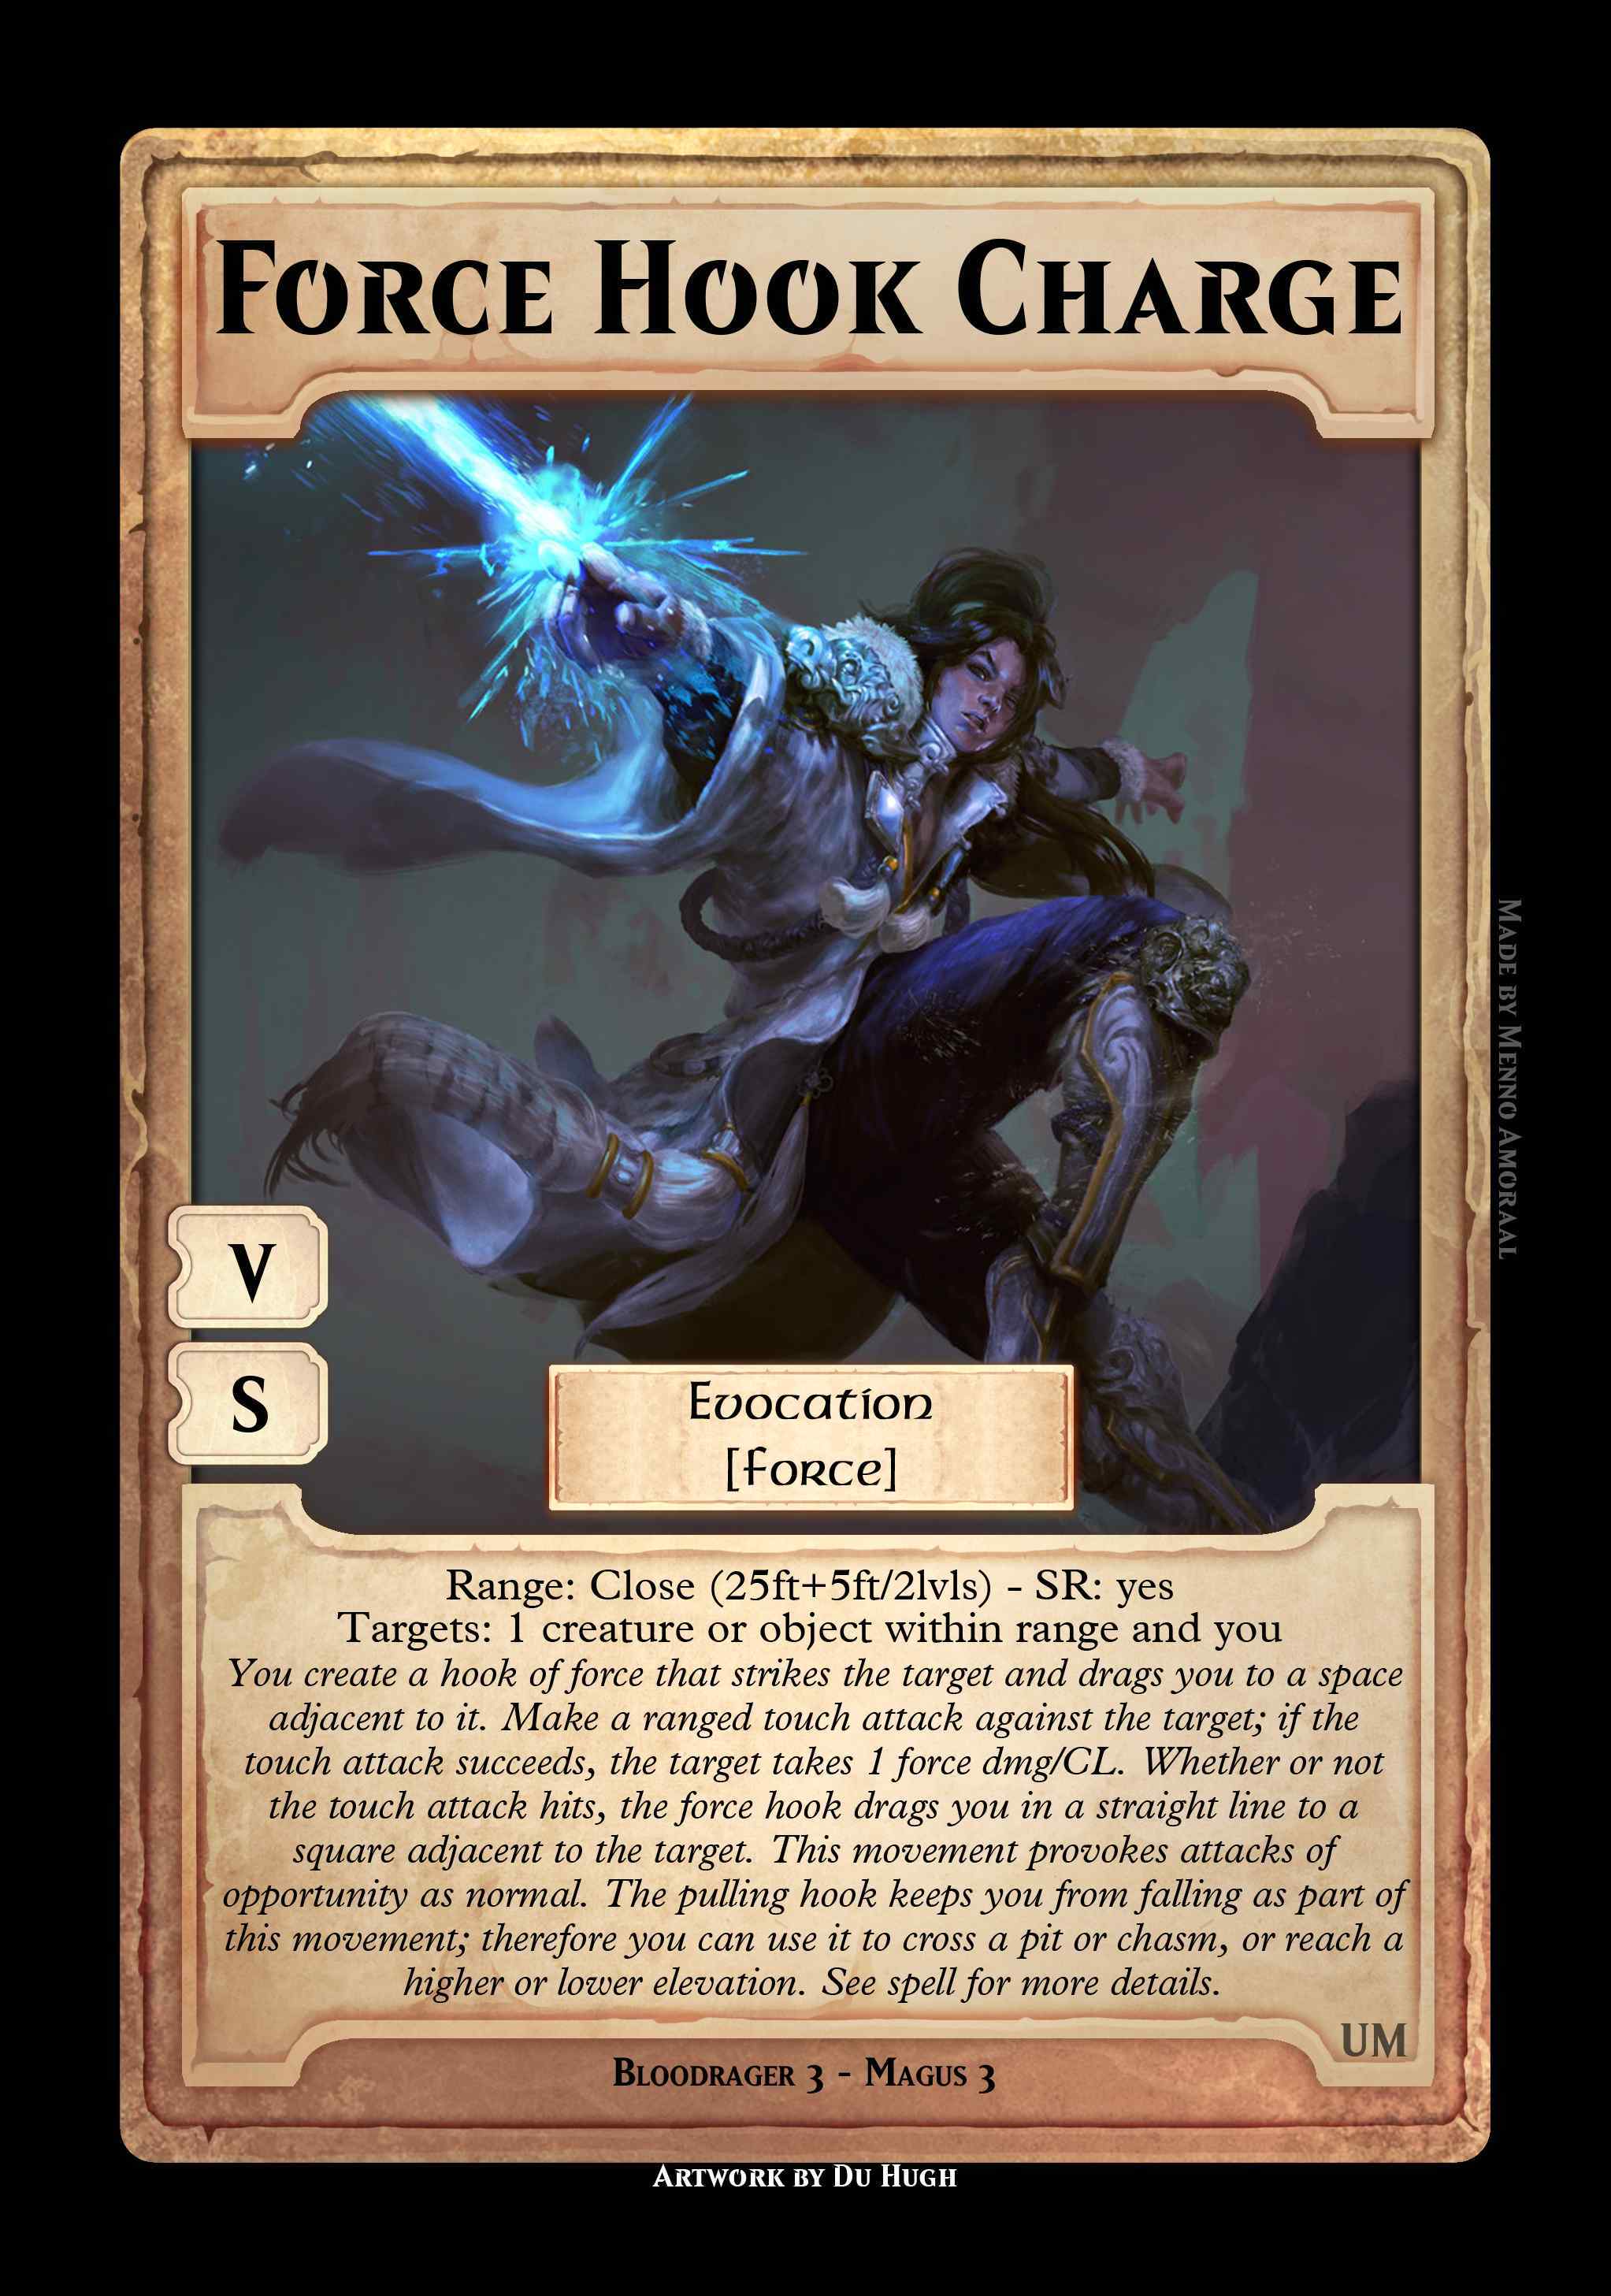 Force Hook Charge
V
S
Evocation
[Force]
Range: Close (25ft+5ft/2lvls) - SR: yes
Targets: 1 creature or object within range and you
You create a hook of force that strikes the target and drags you to a space
adjacent to it. Make a ranged touch attack against the target; if the
touch attack succeeds, the target takes 1 force dmg/CL. Whether or not
the touch attack hits, the force hook drags you in a straight line to a
square adjacent to the target. This movement provokes attacks of
opportunity as normal. The pulling hook keeps you from falling as part of
this movement; therefore you can use it to cross a pit or chasm, or reach a
higher or lower elevation. See spell for more details.
UM
Bloodrager 3 - Magus 3
Artwork by Du Hugh
Made by Menno Amoraal